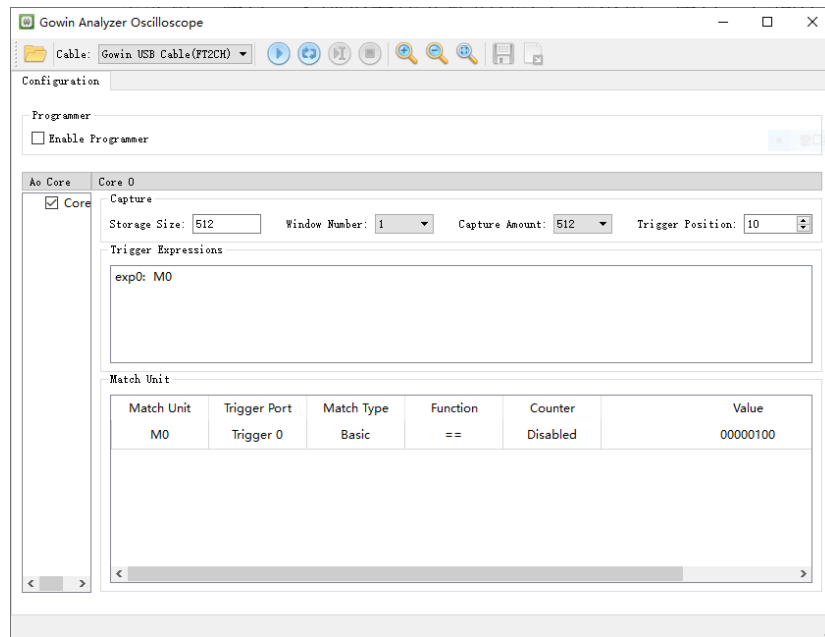 Gowin Analyzer Oscilloscope
Cable: Gowin USB Cable(FT2CH)
Configuration
Programmer
Enable Programmer
Ao Core Core 0
Core
Capture
Storage Size: 512 Window Number: 1 Capture Amount: 512 Trigger Position: 10
Trigger Expressions
exp0: M0
Match Unit
Match Unit Trigger Port Match Type Function Counter Value
M0 Trigger 0 Basic == Disabled 00000100